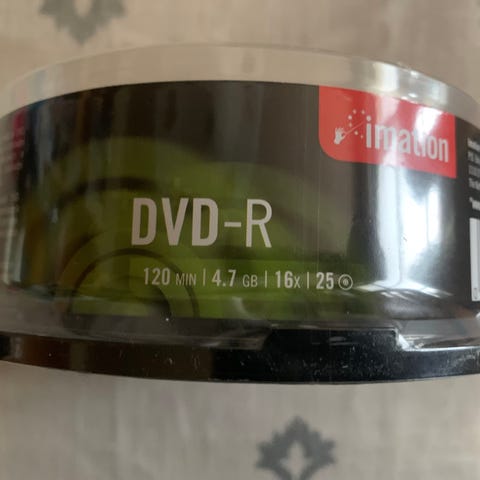 imation
DVD-R
120 MIN | 4.7 GB | 16x | 25